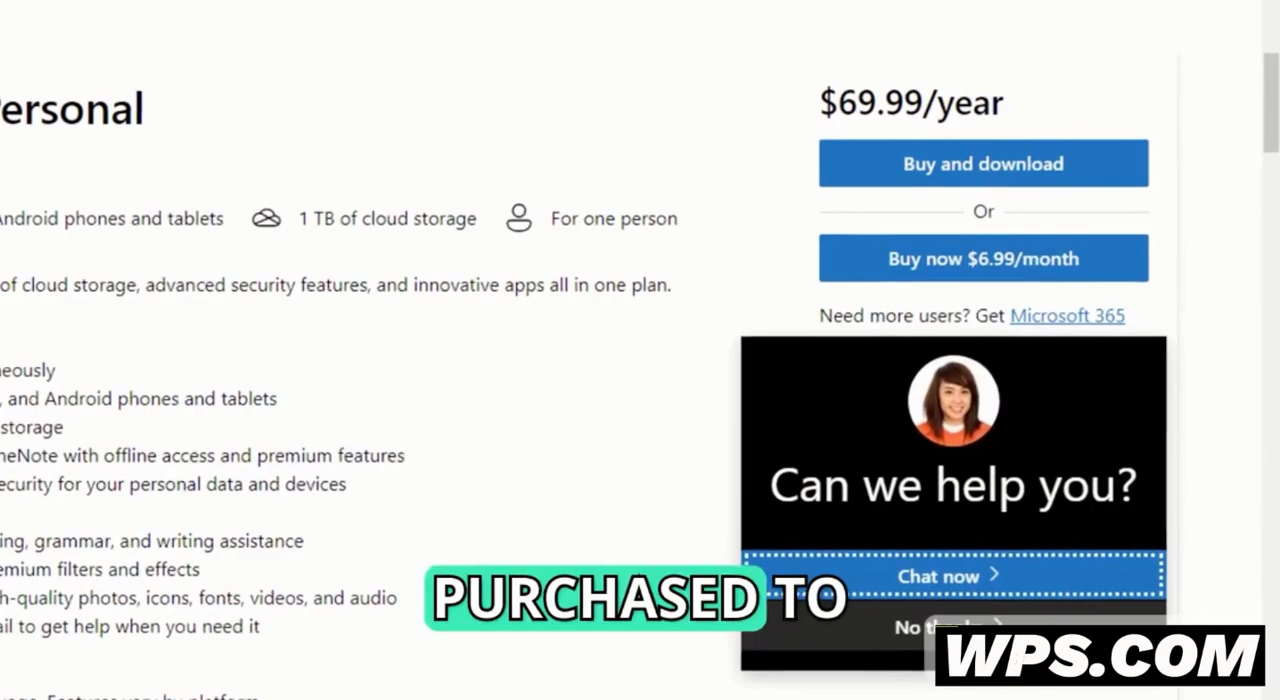 ersonal
$69.99/year
Buy and download
Android phones and tablets
1 TB of cloud storage
For one person
Or
Buy now $6.99/month
of cloud storage, advanced security features, and innovative apps all in one plan.
Need more users? Get Microsoft 365
eously
, and Android phones and tablets
storage
neNote with offline access and premium features
ecurity for your personal data and devices
ing, grammar, and writing assistance
emium filters and effects
h-quality photos, icons, fonts, videos, and audio
ail to get help when you need it
Can we help you?
Chat now
No
PURCHASED TO
WPS.COM